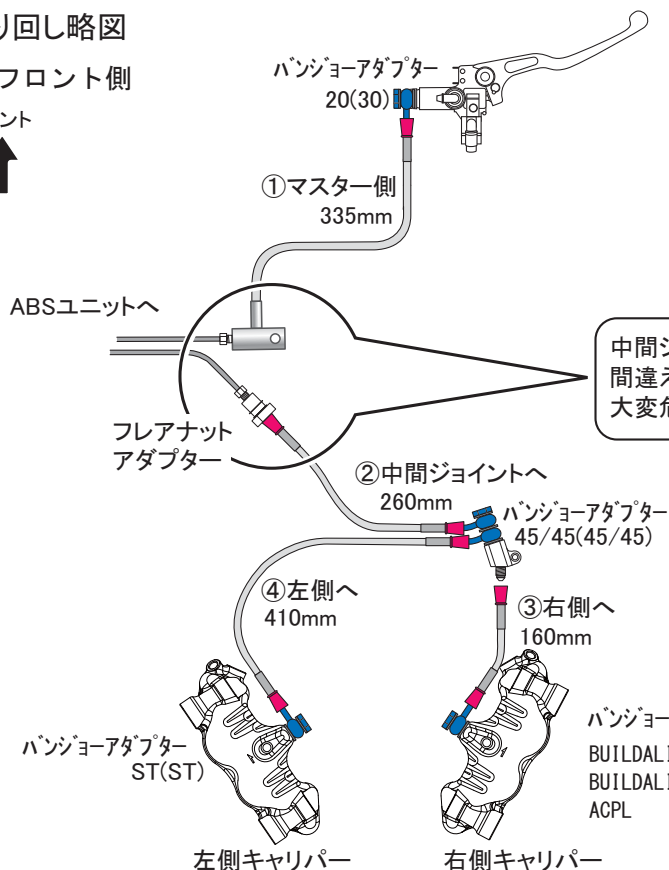 り回し略図
フロント側
ント
バンジョーアダプター
20(30)
①マスター側
335mm
ABSユニットへ
中間ジ
間違え
大変危
フレアナット
アダプター
②中間ジョイントへ
260mm
バンジョーアダプター
45/45(45/45)
④左側へ
410mm
③右側へ
160mm
バンジョーアダプター
ST(ST)
バンジョー
BUILDALI
BUILDALI
ACPL
左側キャリパー
右側キャリパー